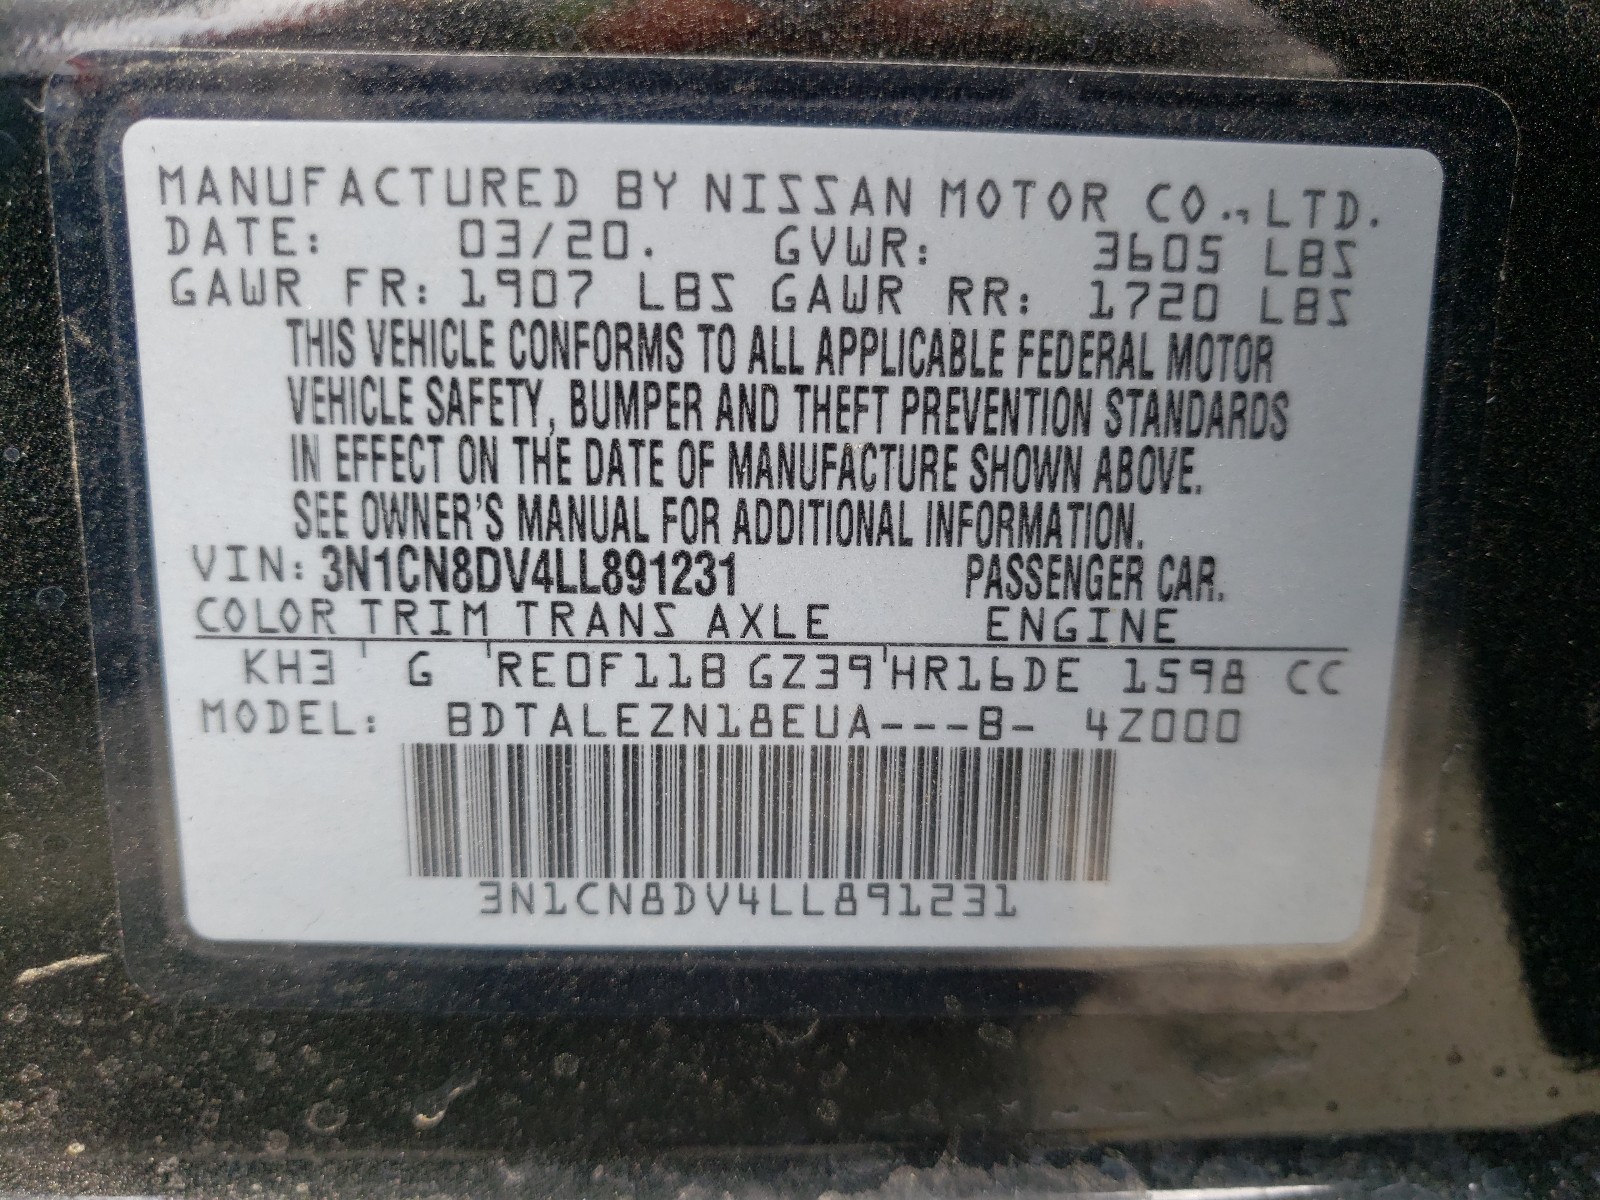 MANUFACTURED BY NISSAN MOTOR CO.,LTD.
DATE: 03/20. GVWR: 3605 LBS
GAWR FR: 1907 LBS GAWR RR: 1720 LBS
THIS VEHICLE CONFORMS TO ALL APPLICABLE FEDERAL MOTOR
VEHICLE SAFETY, BUMPER AND THEFT PREVENTION STANDARDS
IN EFFECT ON THE DATE OF MANUFACTURE SHOWN ABOVE.
SEE OWNER'S MANUAL FOR ADDITIONAL INFORMATION.
VIN: 3N1CN8DV4LL891231 PASSENGER CAR.
COLOR TRIM TRANS AXLE ENGINE
KH3 G RE0F11B GZ39 HR16DE 1598 CC
MODEL: BDTALEZN18EUA---B- 4Z000
3N1CN8DV4LL891231